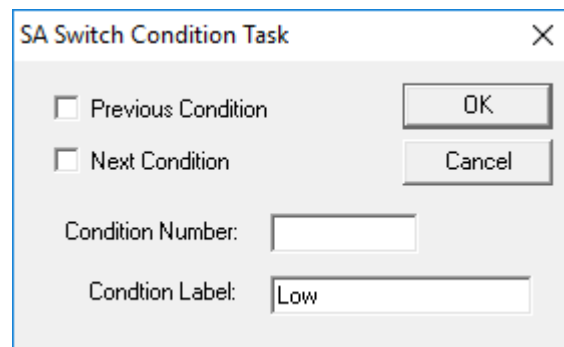 SA Switch Condition Task
Previous Condition OK
Next Condition Cancel
Condition Number:
Condtion Label: Low